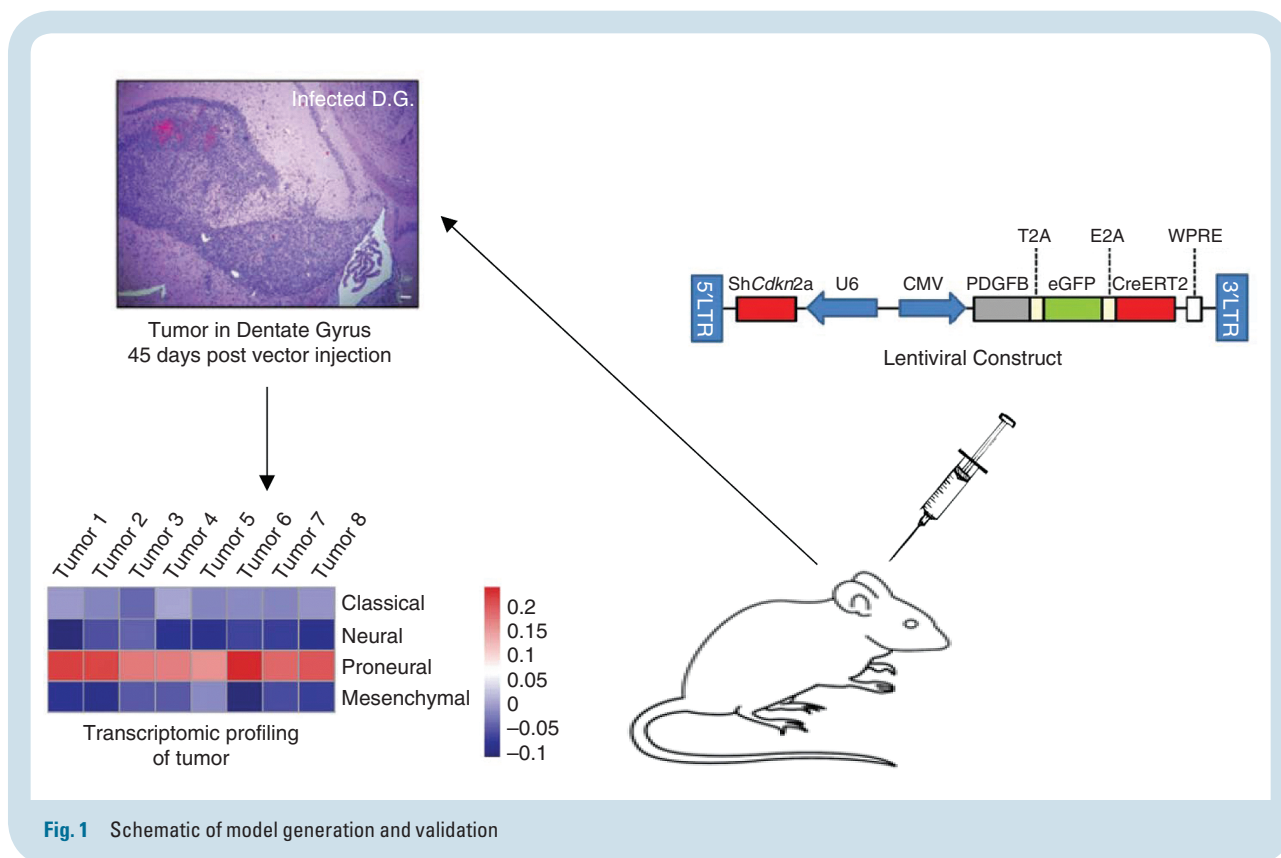 Infected D.G.
Tumor in Dentate Gyrus
45 days post vector injection
T2A E2A WPRE
5'LTR ShCdkn2a U6 CMV PDGFB eGFP CreERT2 3'LTR
Lentiviral Construct
Tumor 1 Tumor 2 Tumor 3 Tumor 4 Tumor 5 Tumor 6 Tumor 7 Tumor 8
Classical
Neural
Proneural
Mesenchymal
0.2
0.15
0.1
0.05
0
−0.05
−0.1
Transcriptomic profiling
of tumor
Fig. 1 Schematic of model generation and validation